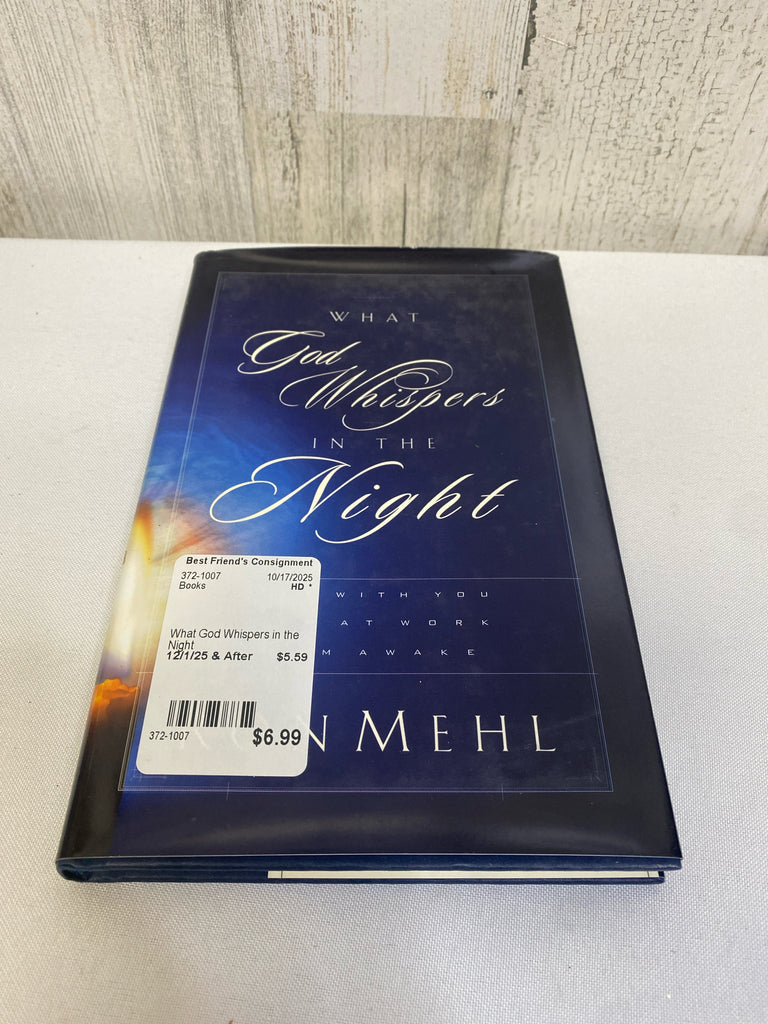 WHAT
God
Whispers
IN THE
Night
WITH YOU
AT WORK
AWAKE
MEHL
Best Friend's Consignment
372-1007 10/17/2025
Books HD *
What God Whispers in the
Night
12/1/25 & After $5.59
372-1007 $6.99